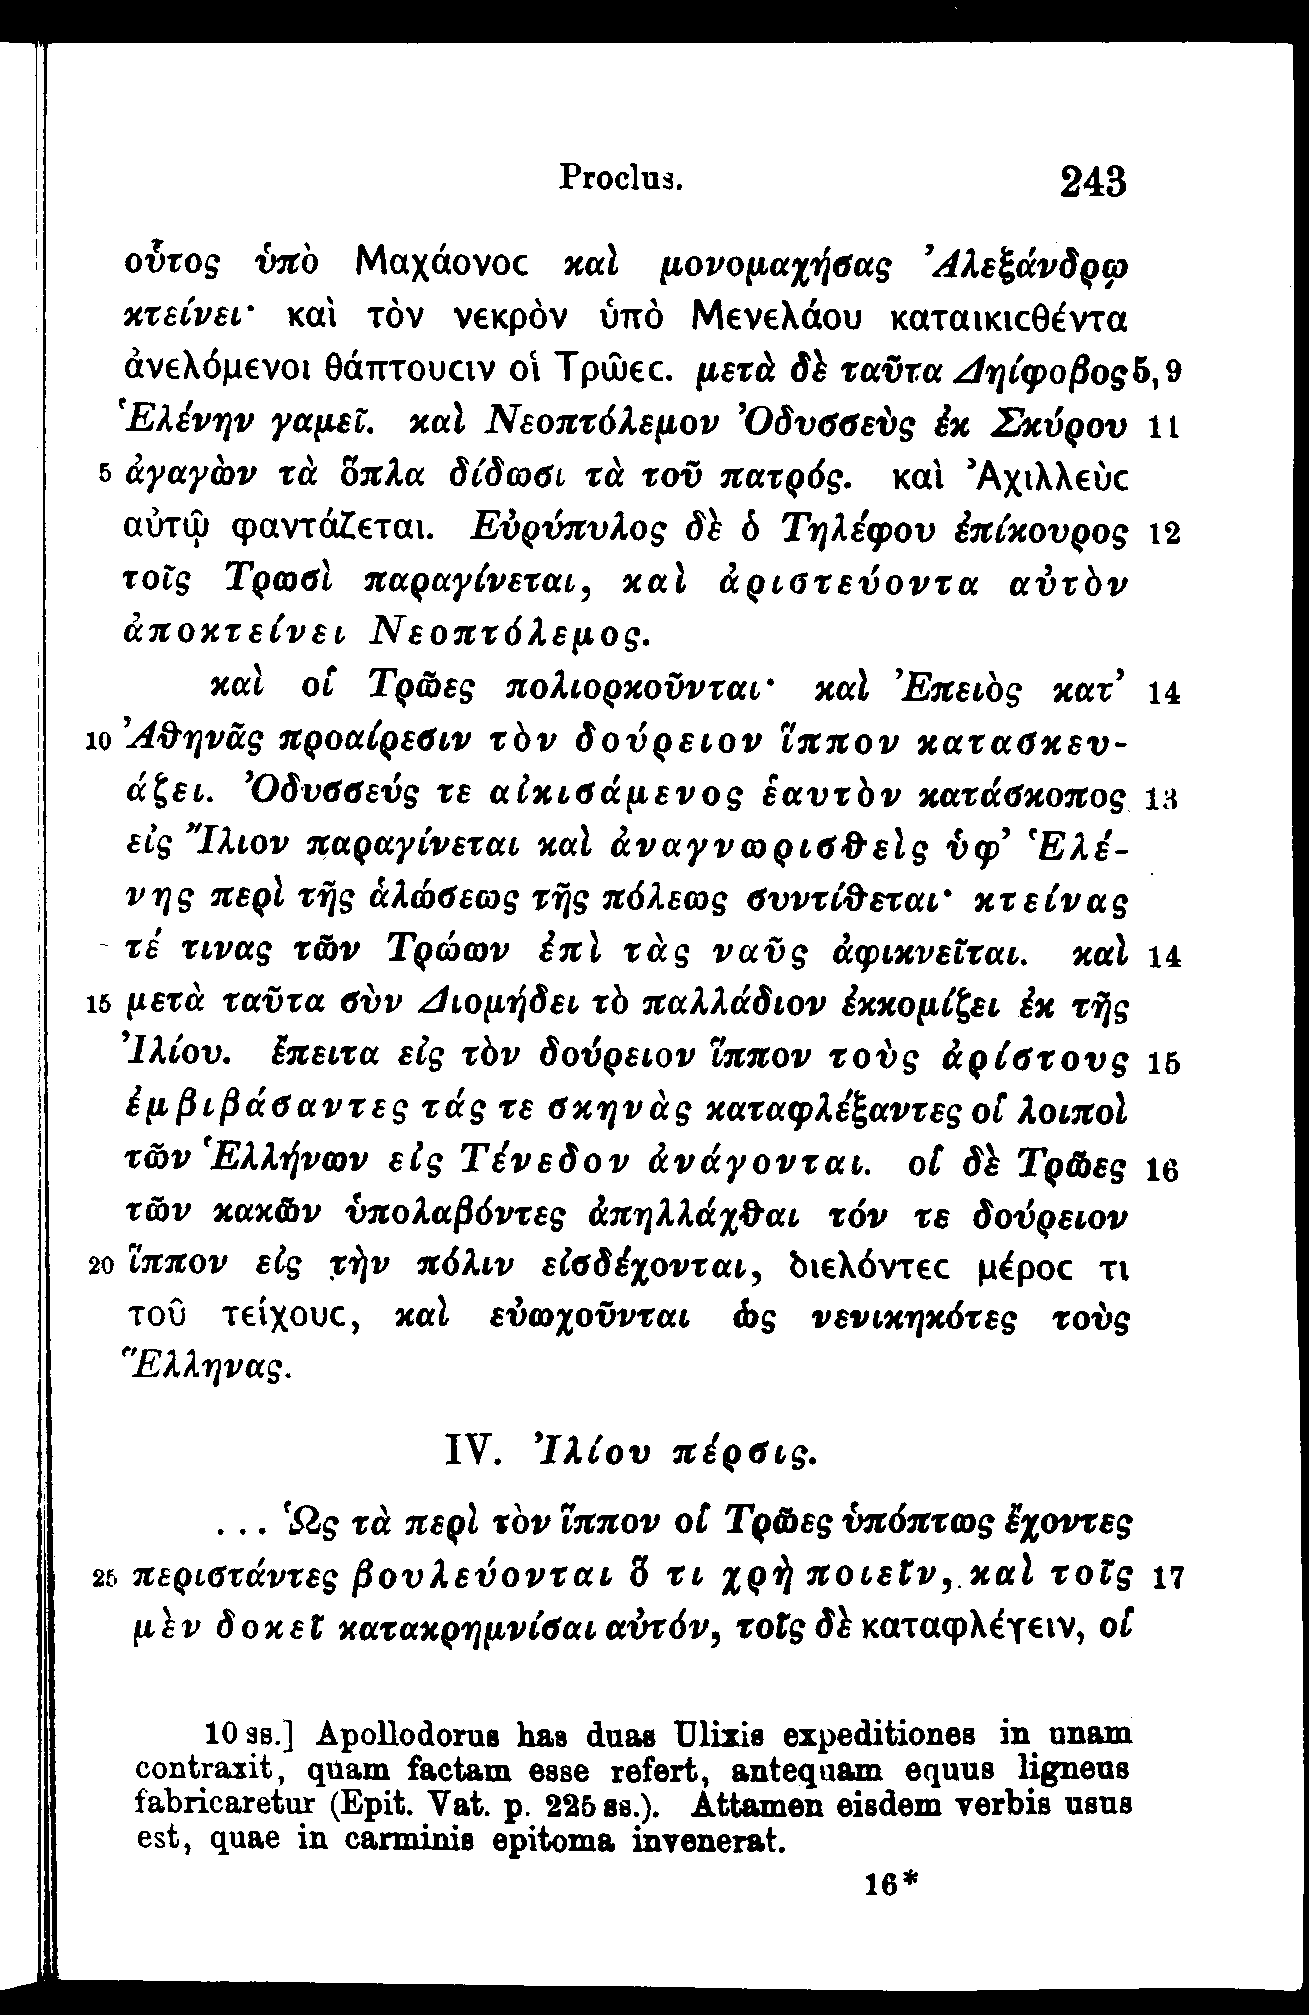 Proclus. 243
οὗτος ὑπὸ Μαχάονοc καὶ μονομαχήσας Ἀλεξάνδρῳ
κτείνει· καὶ τὸν νεκρὸν ὑπὸ Μενελάου καταικιcθέντα
ἀνελόμενοι θάπτουcιν οἱ Τρῶεc. μετὰ δὲ ταῦτα Δηίφοβος 5,9
Ἑλένην γαμεῖ. καὶ Νεοπτόλεμον Ὀδυσσεὺς ἐκ Σκύρου 11
5 ἀγαγὼν τὰ ὅπλα δίδωσι τὰ τοῦ πατρός. καὶ Ἀχιλλεὺc
αὐτῷ φαντάζεται. Εὐρύπυλος δὲ ὁ Τηλέφου ἐπίκουρος 12
τοῖς Τρωσὶ παραγίνεται, καὶ ἀριστεύοντα αὐτὸν
ἀποκτείνει Νεοπτόλεμος.
καὶ οἱ Τρῶες πολιορκοῦνται· καὶ Ἐπειὸς κατ’ 14
10 Ἀθηνᾶς προαίρεσιν τὸν δούρειον ἵππον κατασκευ-
άζει. Ὀδυσσεύς τε αἰκισάμενος ἑαυτὸν κατάσκοπος 13
εἰς Ἴλιον παραγίνεται καὶ ἀναγνωρισθεὶς ὑφ’ Ἑλέ-
νης περὶ τῆς ἁλώσεως τῆς πόλεως συντίθεται· κτείνας
τέ τινας τῶν Τρώων ἐπὶ τὰς ναῦς ἀφικνεῖται. καὶ 14
15 μετὰ ταῦτα σὺν Διομήδει τὸ παλλάδιον ἐκκομίζει ἐκ τῆς
Ἰλίου. ἔπειτα εἰς τὸν δούρειον ἵππον τοὺς ἀρίστους 15
ἐμβιβάσαντες τάς τε σκηνὰς καταφλέξαντες οἱ λοιποὶ
τῶν Ἑλλήνων εἰς Τένεδον ἀνάγονται. οἱ δὲ Τρῶες 16
τῶν κακῶν ὑπολαβόντες ἀπηλλάχθαι τόν τε δούρειον
20 ἵππον εἰς τὴν πόλιν εἰσδέχονται, διελόντεc μέροc τι
τοῦ τείχουc, καὶ εὐωχοῦνται ὡς νενικηκότες τοὺς
Ἕλληνας.
IV. Ἰλίου πέρσις.
... Ὡς τὰ περὶ τὸν ἵππον οἱ Τρῶες ὑπόπτως ἔχοντες
25 περιστάντες βουλεύονται ὅ τι χρὴ ποιεῖν, καὶ τοῖς 17
μὲν δοκεῖ κατακρημνίσαι αὐτόν, τοῖς δὲ καταφλέγειν, οἱ
10 ss.] Apollodorus has duas Ulixis expeditiones in unam
contraxit, quam factam esse refert, antequam equus ligneus
fabricaretur (Epit. Vat. p. 225 ss.). Attamen eisdem verbis usus
est, quae in carminis epitoma invenerat.
16*